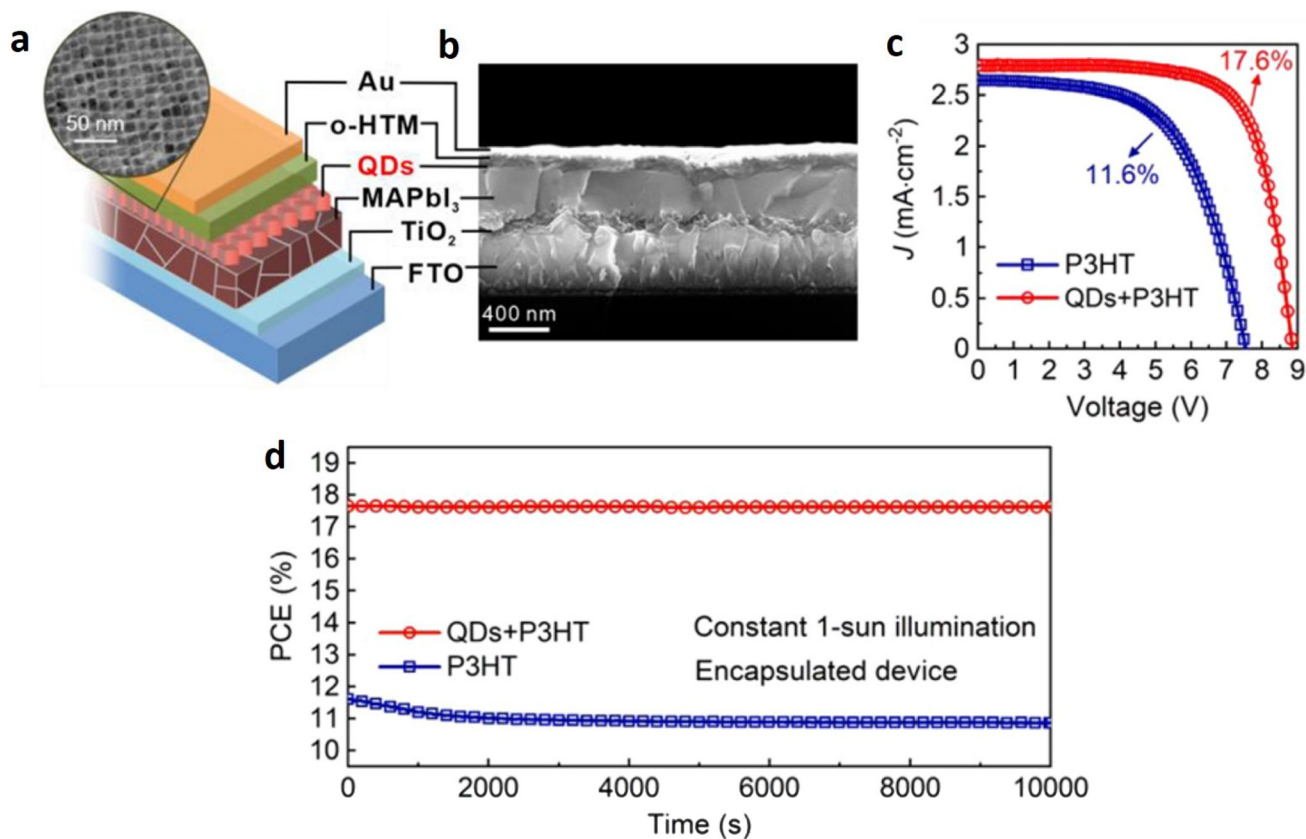 a
50 nm
Au
o-HTM
QDs
MAPbI₃
TiO₂
FTO
b
400 nm
c
3
2.5
2
1.5
1
0.5
0
J (mA·cm⁻²)
17.6%
11.6%
P3HT
QDs+P3HT
0 1 2 3 4 5 6 7 8 9
Voltage (V)
d
19
18
17
16
15
14
13
12
11
10
PCE (%)
QDs+P3HT
P3HT
Constant 1-sun illumination
Encapsulated device
0 2000 4000 6000 8000 10000
Time (s)